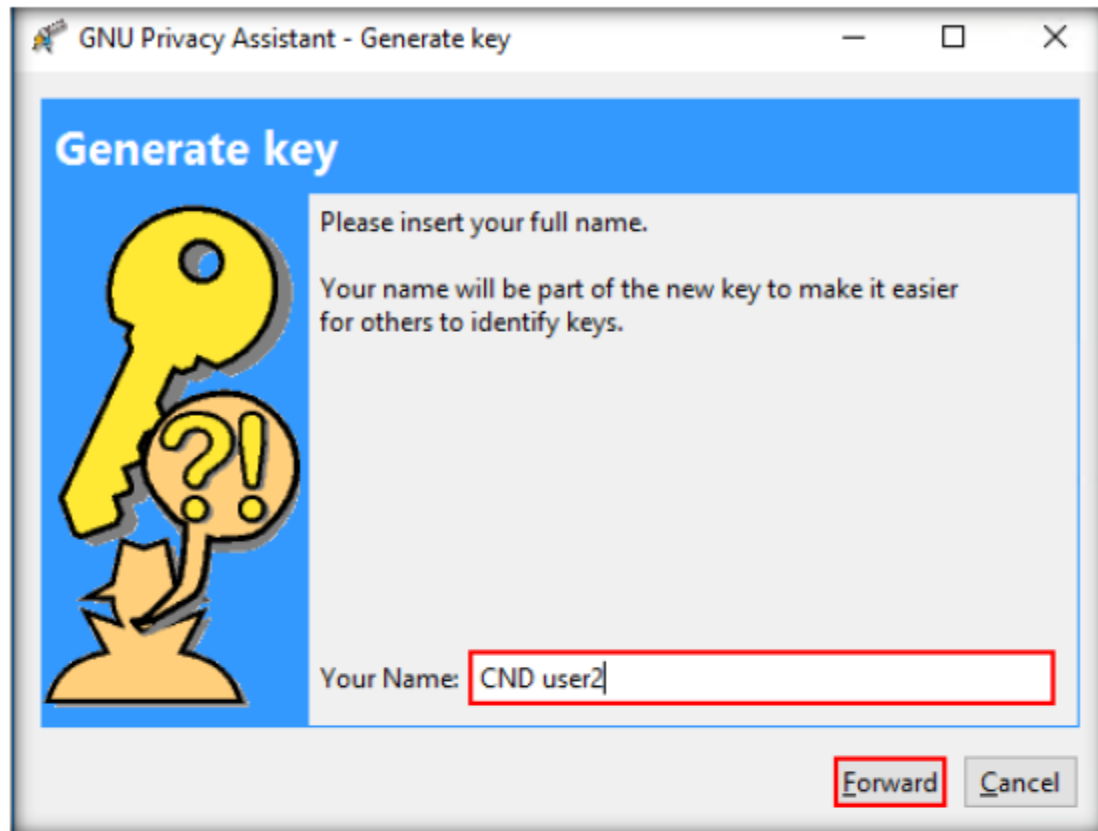 GNU Privacy Assistant - Generate key
Generate key
Please insert your full name.
Your name will be part of the new key to make it easier
for others to identify keys.
?!
Your Name: CND user2
Forward Cancel